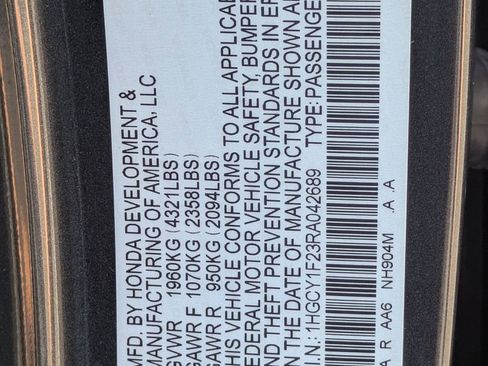 MFD. BY HONDA DEVELOPMENT &
MANUFACTURING OF AMERICA, LLC
GVWR 1960KG (4321LBS)
GAWR F 1070KG (2358LBS)
GAWR R 950KG (2094LBS)
THIS VEHICLE CONFORMS TO ALL APPLICAB
FEDERAL MOTOR VEHICLE SAFETY, BUMPER
AND THEFT PREVENTION STANDARDS IN EF
ON THE DATE OF MANUFACTURE SHOWN A
V.I.N.: 1HGCY1F23RA042689 TYPE: PASSENGE
A R AA6 NH904M .A .A